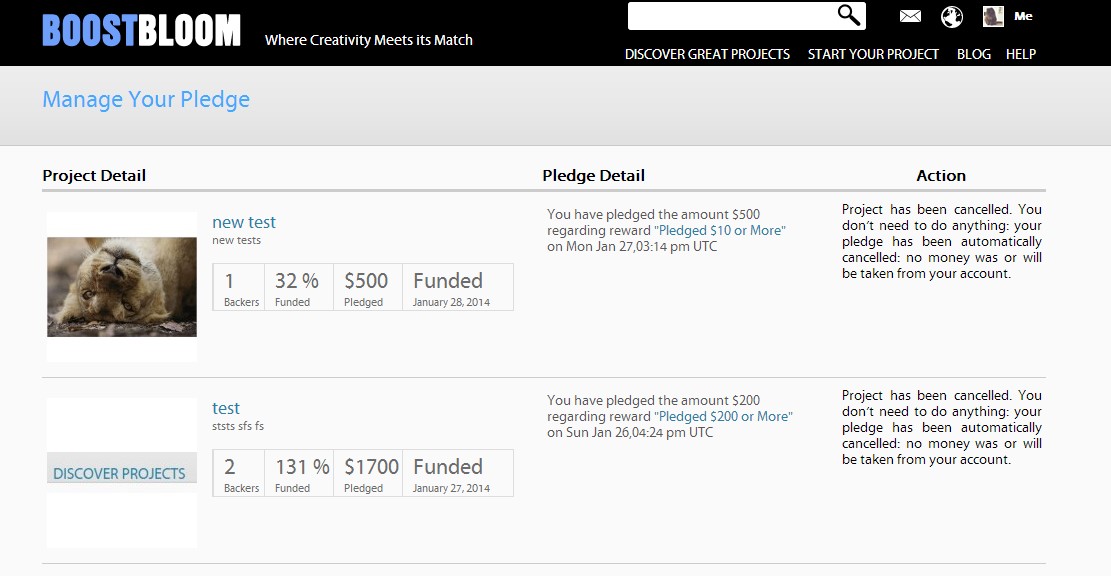 BOOSTBLOOM
Where Creativity Meets its Match
Me
DISCOVER GREAT PROJECTS START YOUR PROJECT BLOG HELP
Manage Your Pledge
Project Detail
Pledge Detail
Action
new test
new tests
1
Backers
32 %
Funded
$500
Pledged
Funded
January 28, 2014
You have pledged the amount $500
regarding reward "Pledged $10 or More"
on Mon Jan 27,03:14 pm UTC
Project has been cancelled. You
don't need to do anything: your
pledge has been automatically
cancelled: no money was or will
be taken from your account.
DISCOVER PROJECTS
test
ststs sfs fs
2
Backers
131 %
Funded
$1700
Pledged
Funded
January 27, 2014
You have pledged the amount $200
regarding reward "Pledged $200 or More"
on Sun Jan 26,04:24 pm UTC
Project has been cancelled. You
don't need to do anything: your
pledge has been automatically
cancelled: no money was or will
be taken from your account.